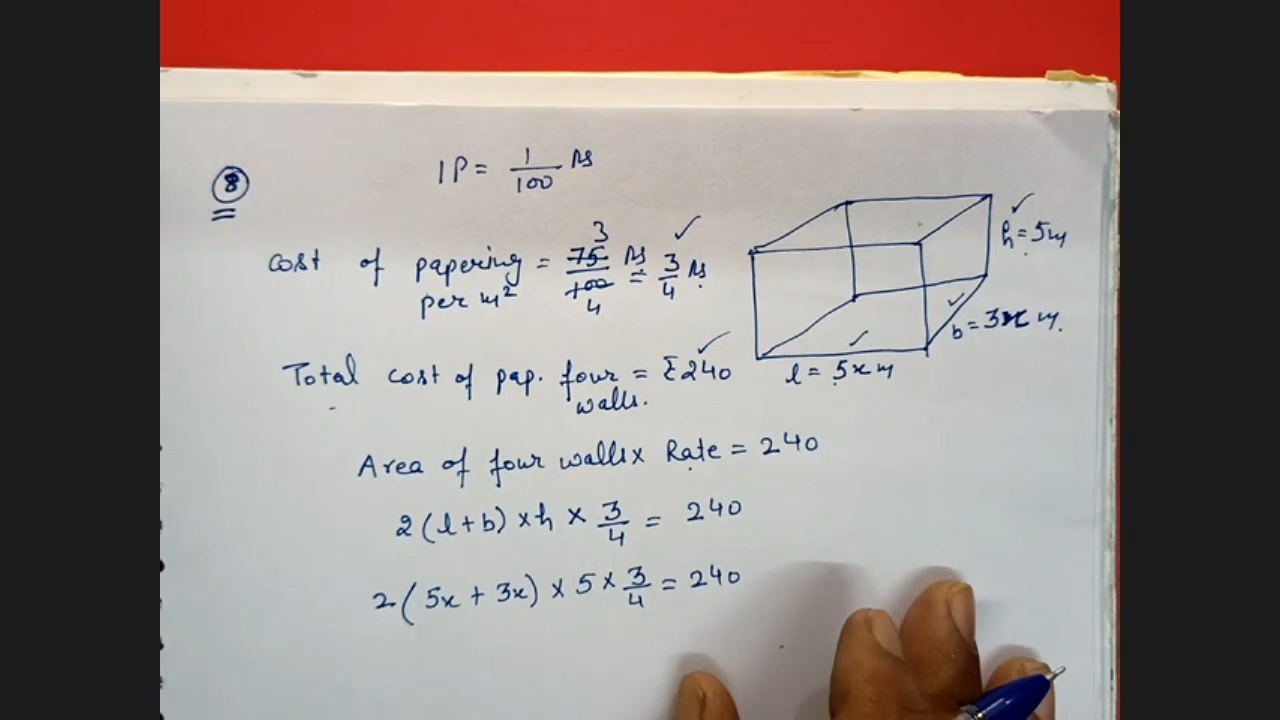 8
1P = 1/100 Rs
Cost of papering per m² = 75/100 Rs = 3/4 Rs
3
4
h = 5m
b = 3x m.
l = 5x m
Total cost of pap. four walls. = ₹240
Area of four walls x Rate = 240
2(l+b) × h × 3/4 = 240
2(5x + 3x) × 5 × 3/4 = 240